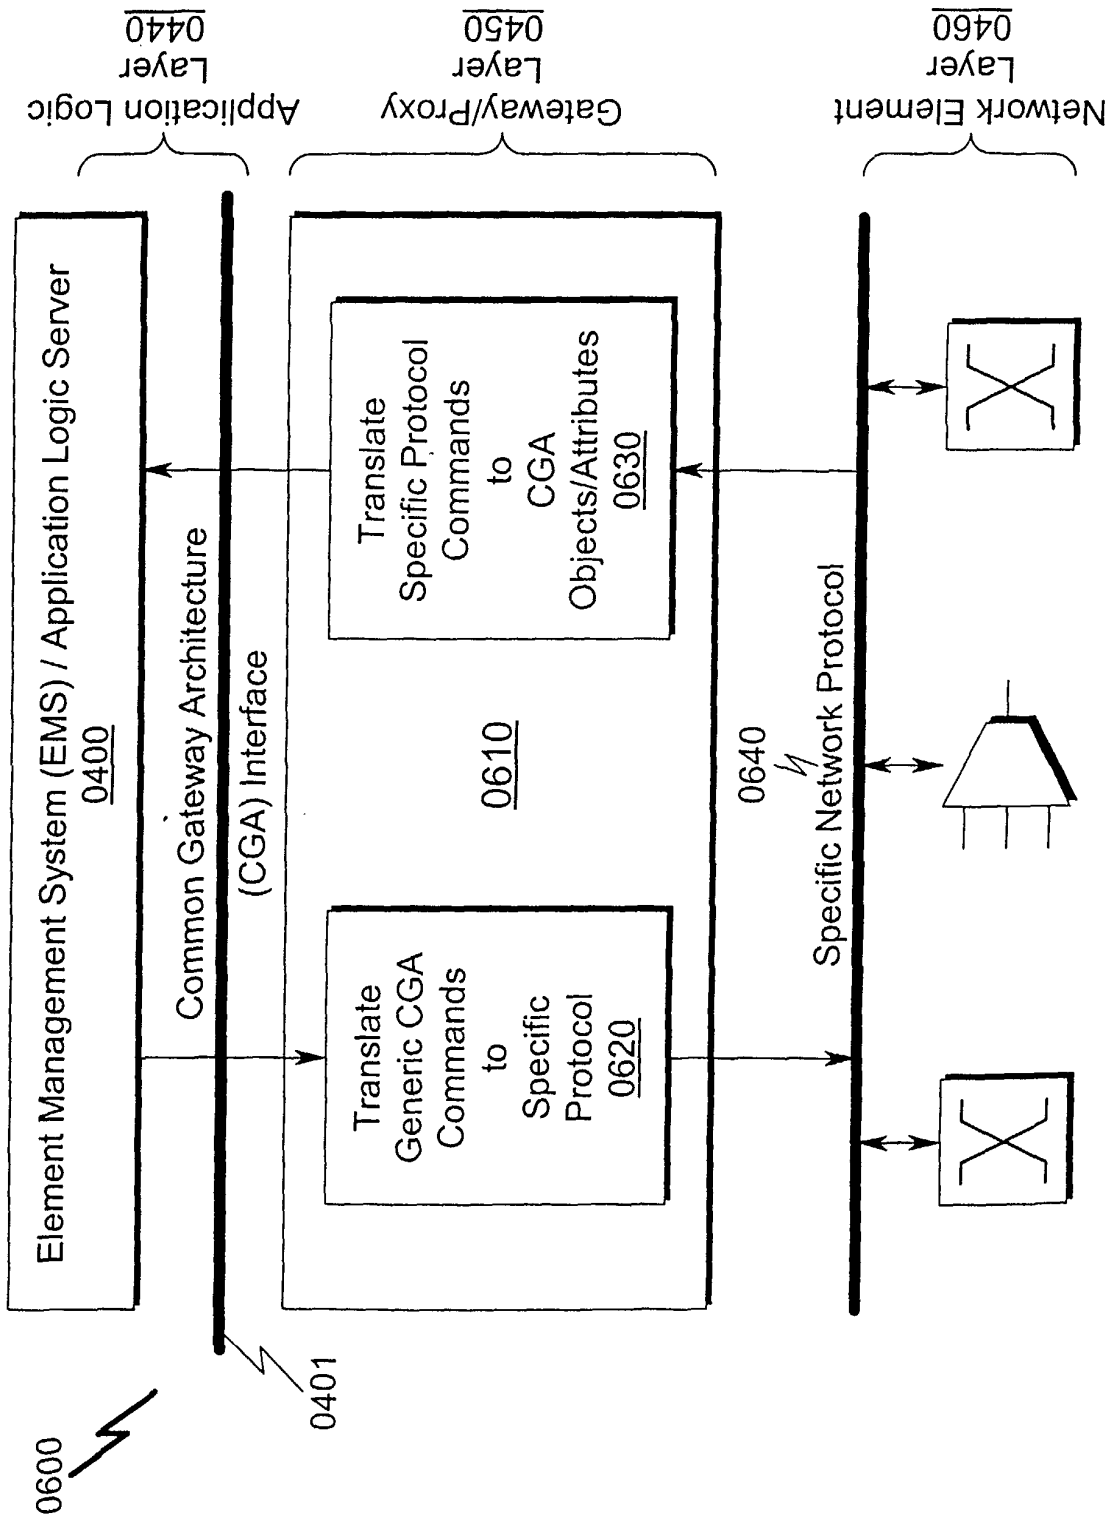 0600
Element Management System (EMS) / Application Logic Server
0400
Application Logic
Layer
0440
Common Gateway Architecture
(CGA) Interface
0401
0610
Translate
Generic CGA
Commands
to
Specific
Protocol
0620
Translate
Specific Protocol
Commands
to
CGA
Objects/Attributes
0630
Gateway/Proxy
Layer
0450
0640
Specific Network Protocol
Network Element
Layer
0460